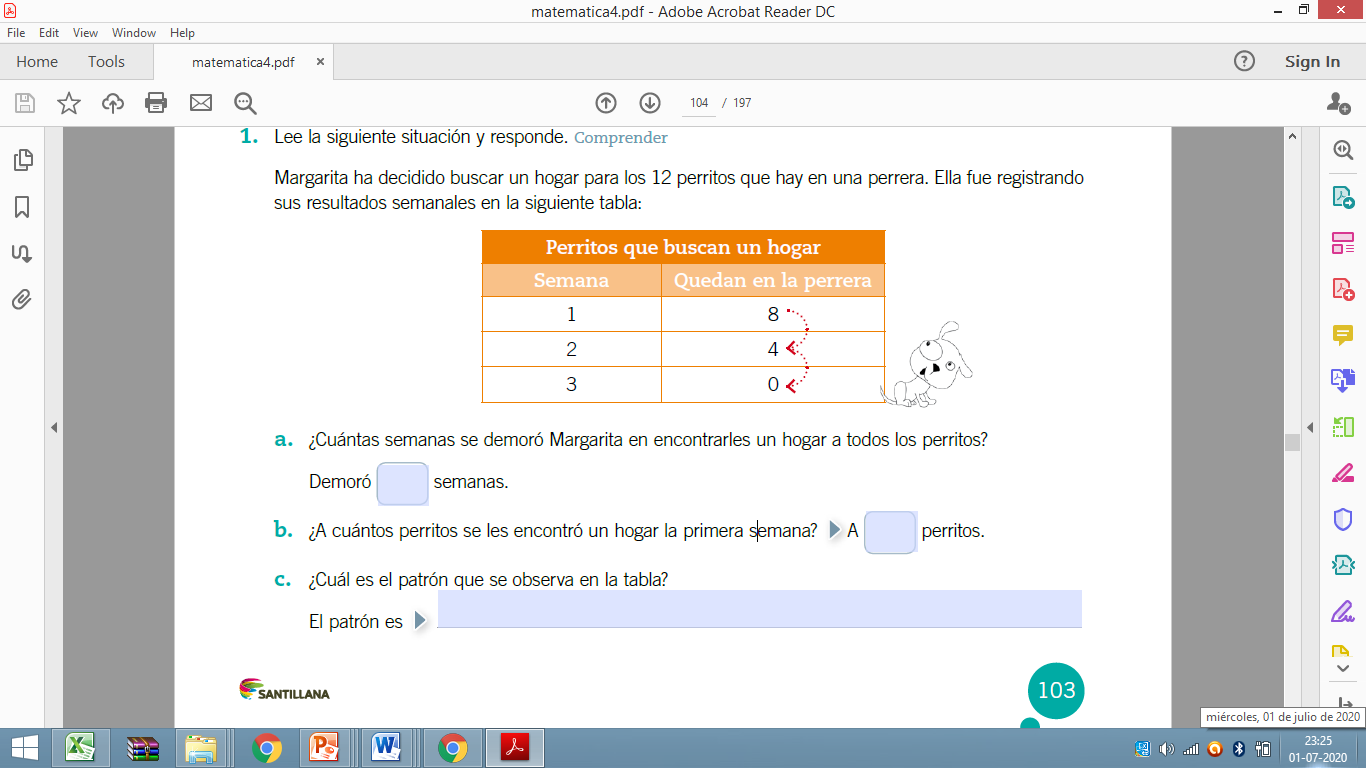 matematica4.pdf - Adobe Acrobat Reader DC
File Edit View Window Help
Home Tools matematica4.pdf × ? Sign In
104 / 197
1. Lee la siguiente situación y responde. Comprender
Margarita ha decidido buscar un hogar para los 12 perritos que hay en una perrera. Ella fue registrando
sus resultados semanales en la siguiente tabla:
Perritos que buscan un hogar
Semana Quedan en la perrera
1 8
2 4
3 0
a. ¿Cuántas semanas se demoró Margarita en encontrarles un hogar a todos los perritos?
Demoró semanas.
b. ¿A cuántos perritos se les encontró un hogar la primera semana? A perritos.
c. ¿Cuál es el patrón que se observa en la tabla?
El patrón es
SANTILLANA
103
miércoles, 01 de julio de 2020
23:25
01-07-2020